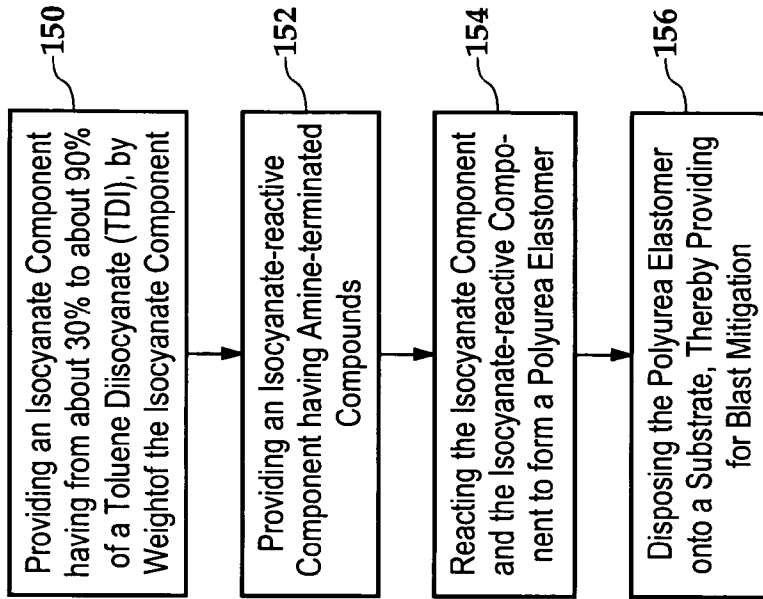 Providing an Isocyanate Component
having from about 30% to about 90%
of a Toluene Diisocyanate (TDI), by
Weightof the Isocyanate Component
150
Providing an Isocyanate-reactive
Component having Amine-terminated
Compounds
152
Reacting the Isocyanate Component
and the Isocyanate-reactive Compo-
nent to form a Polyurea Elastomer
154
Disposing the Polyurea Elastomer
onto a Substrate, Thereby Providing
for Blast Mitigation
156